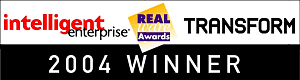 intelligent enterprise®
REAL
Awards
TRANSFORM
2004 WINNER